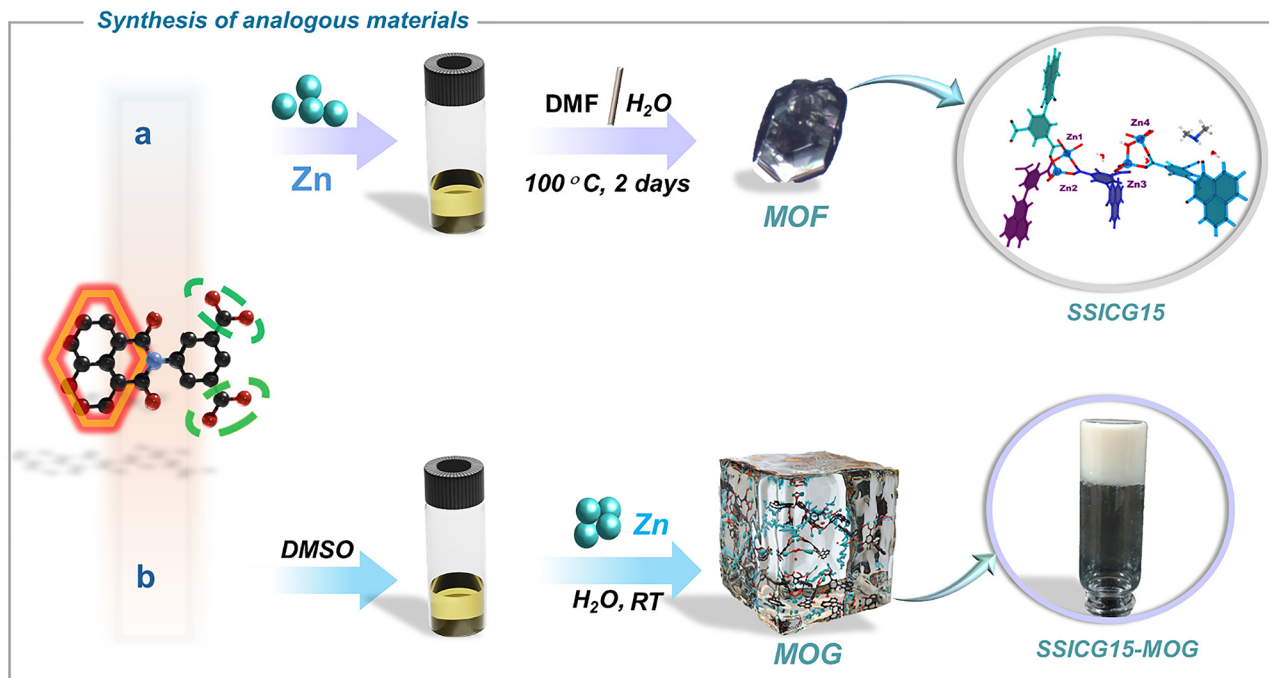 Synthesis of analogous materials
a
Zn
DMF
H₂O
100 °C, 2 days
MOF
Zn1
Zn4
Zn2
Zn3
SSICG15
b
DMSO
Zn
H₂O, RT
MOG
SSICG15-MOG